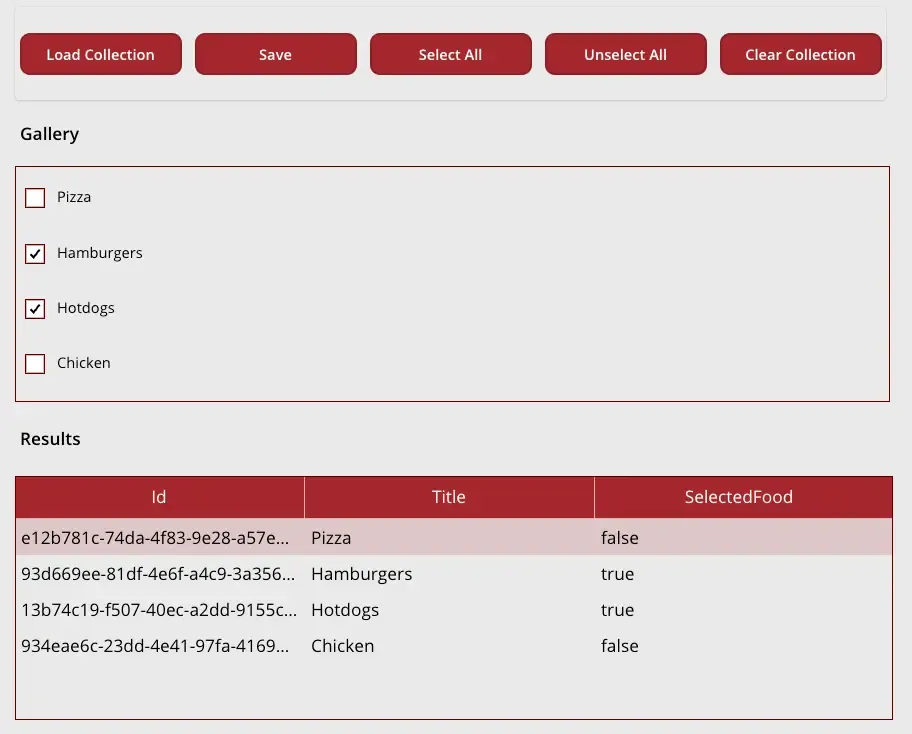 Load Collection Save Select All Unselect All Clear Collection
Gallery
Pizza
Hamburgers
Hotdogs
Chicken
Results
Id Title SelectedFood
e12b781c-74da-4f83-9e28-a57e... Pizza false
93d669ee-81df-4e6f-a4c9-3a356... Hamburgers true
13b74c19-f507-40ec-a2dd-9155c... Hotdogs true
934eae6c-23dd-4e41-97fa-4169... Chicken false